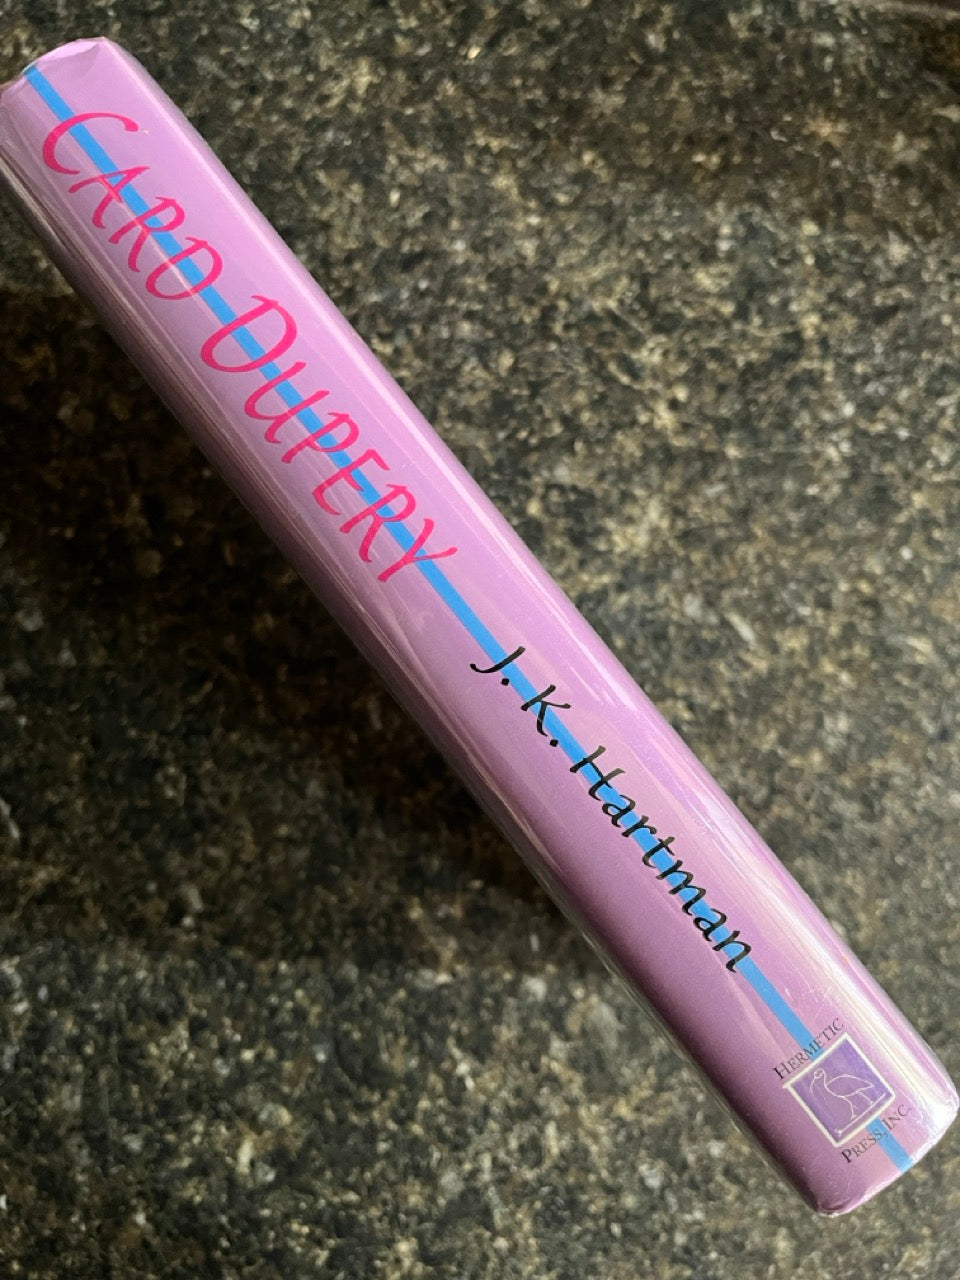 CARD DUPERY
J. K. Hartman
HERMETIC
PRESS, INC.